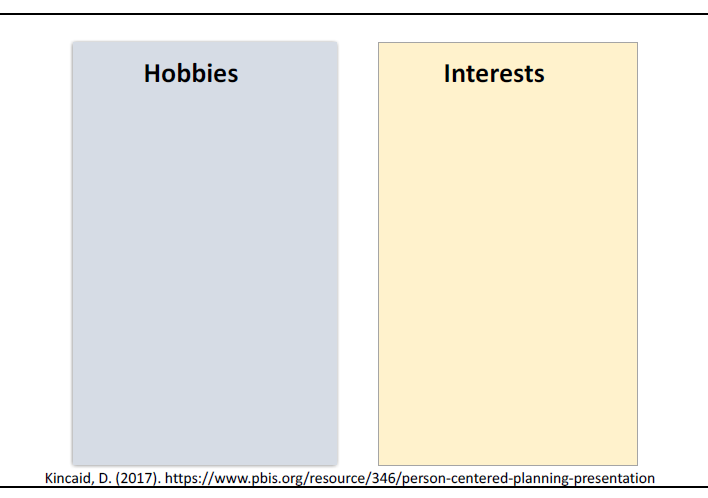 Hobbies
Interests
Kincaid, D. (2017). https://www.pbis.org/resource/346/person-centered-planning-presentation